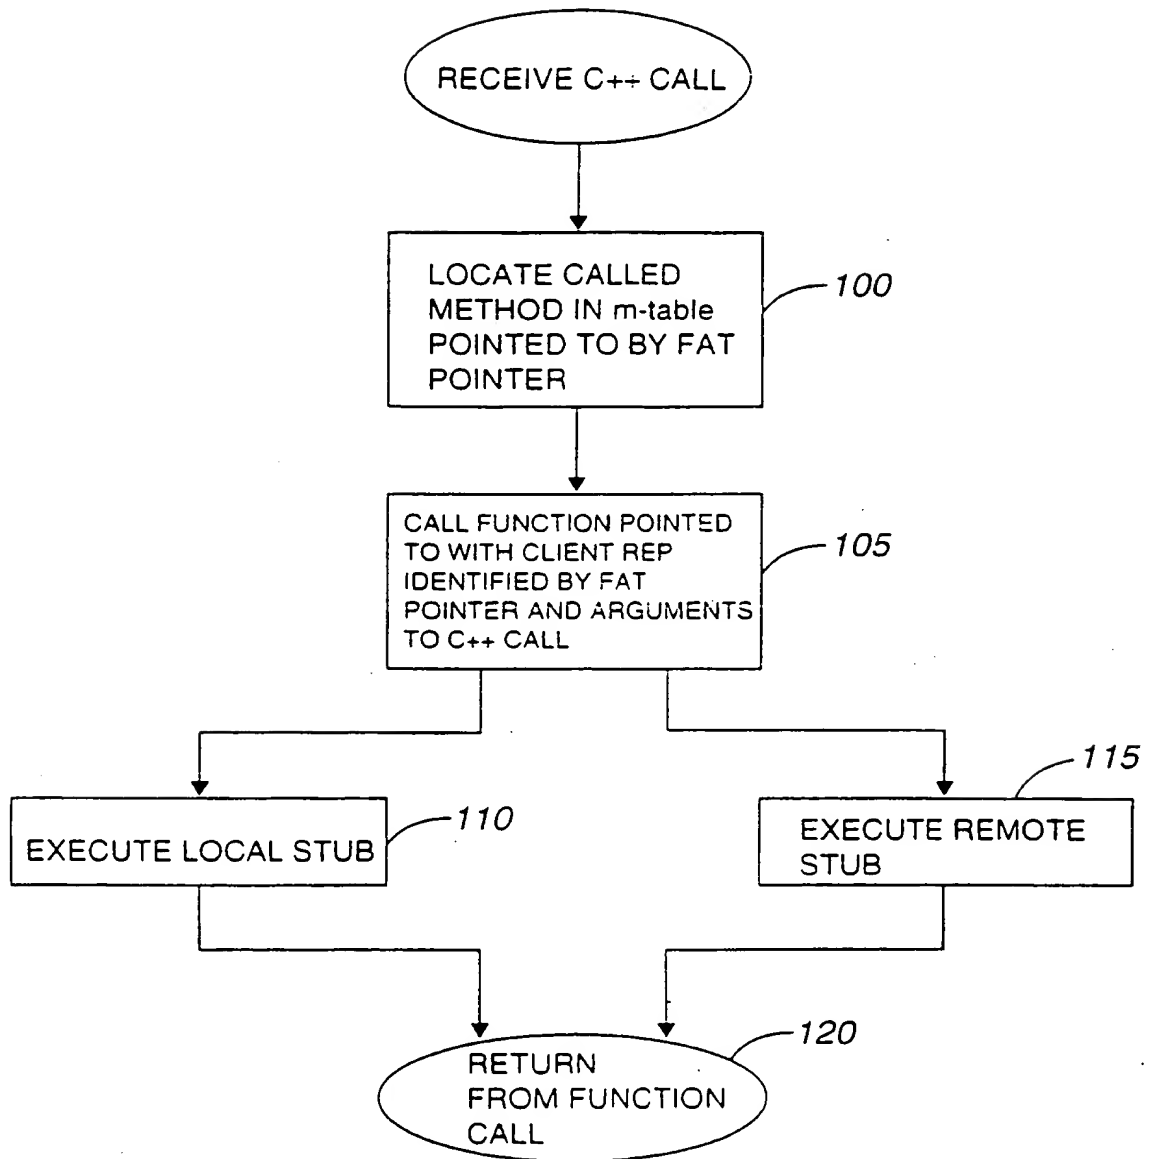 RECEIVE C++ CALL
LOCATE CALLED
METHOD IN m-table
POINTED TO BY FAT
POINTER
100
CALL FUNCTION POINTED
TO WITH CLIENT REP
IDENTIFIED BY FAT
POINTER AND ARGUMENTS
TO C++ CALL
105
EXECUTE LOCAL STUB
110
EXECUTE REMOTE
STUB
115
RETURN
FROM FUNCTION
CALL
120